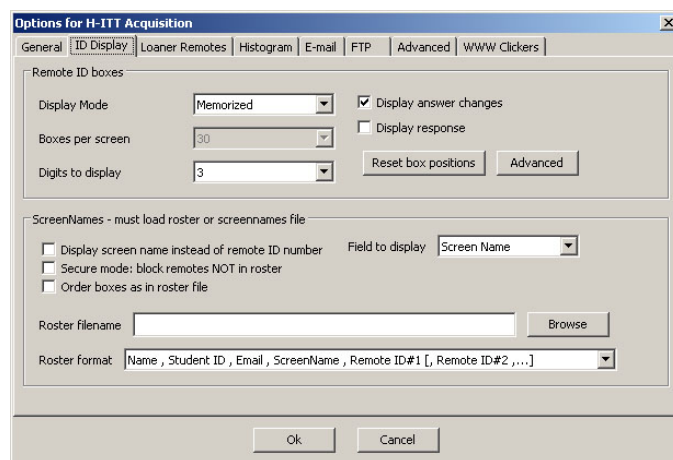 Options for H-ITT Acquisition
General ID Display Loaner Remotes Histogram E-mail FTP Advanced WWW Clickers
Remote ID boxes
Display Mode Memorized Display answer changes
Display response
Boxes per screen 30
Reset box positions Advanced
Digits to display 3
ScreenNames - must load roster or screennames file
Display screen name instead of remote ID number Field to display Screen Name
Secure mode: block remotes NOT in roster
Order boxes as in roster file
Roster filename Browse
Roster format Name , Student ID , Email , ScreenName , Remote ID#1 [, Remote ID#2 ,...]
Ok Cancel